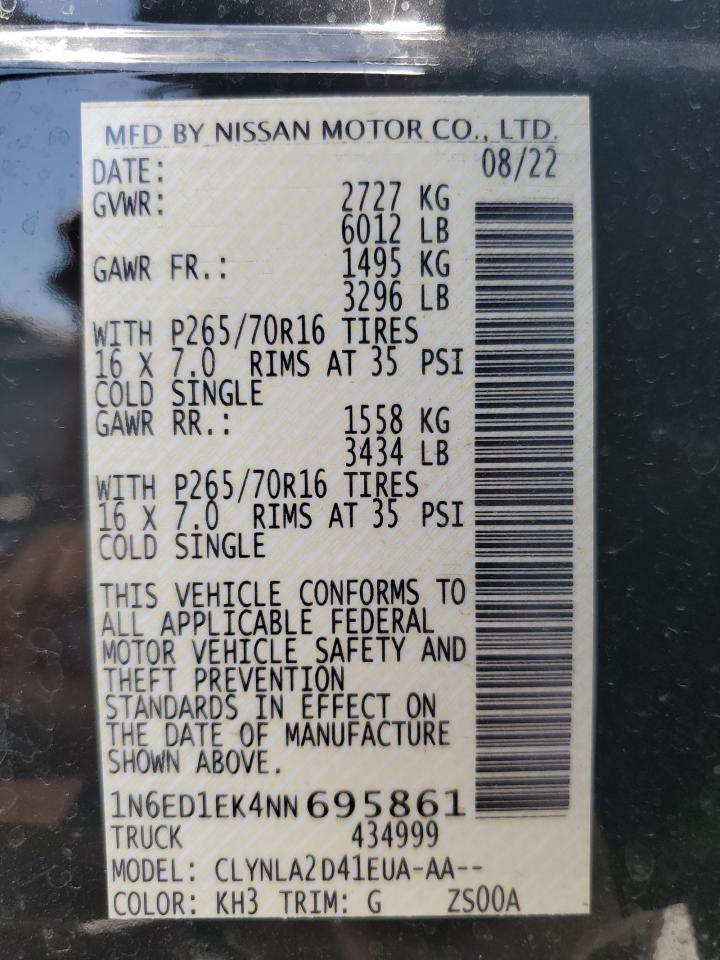 MFD BY NISSAN MOTOR CO., LTD.
DATE: 08/22
GVWR: 2727 KG
6012 LB
GAWR FR.: 1495 KG
3296 LB
WITH P265/70R16 TIRES
16 X 7.0 RIMS AT 35 PSI
COLD SINGLE
GAWR RR.: 1558 KG
3434 LB
WITH P265/70R16 TIRES
16 X 7.0 RIMS AT 35 PSI
COLD SINGLE
THIS VEHICLE CONFORMS TO
ALL APPLICABLE FEDERAL
MOTOR VEHICLE SAFETY AND
THEFT PREVENTION
STANDARDS IN EFFECT ON
THE DATE OF MANUFACTURE
SHOWN ABOVE.
1N6ED1EK4NN695861
TRUCK 434999
MODEL: CLYNLA2D41EUA-AA--
COLOR: KH3 TRIM: G ZS00A